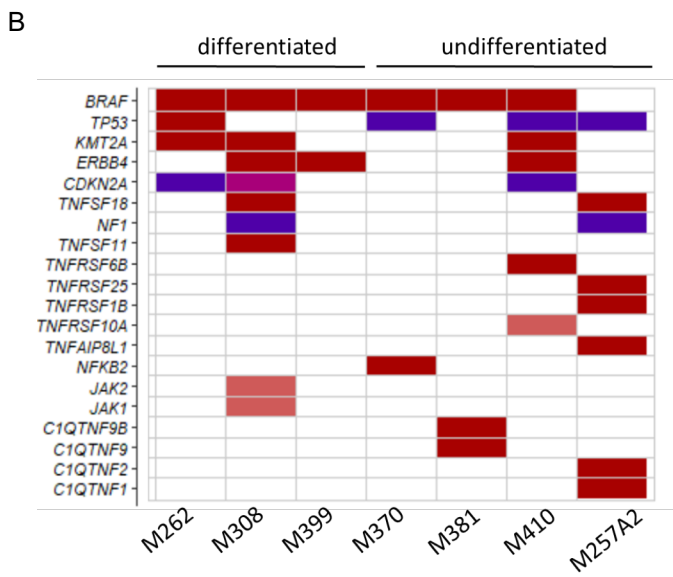 B
differentiated undifferentiated
BRAF
TP53
KMT2A
ERBB4
CDKN2A
TNFSF18
NF1
TNFSF11
TNFRSF6B
TNFRSF25
TNFRSF1B
TNFRSF10A
TNFAIP8L1
NFKB2
JAK2
JAK1
C1QTNF9B
C1QTNF9
C1QTNF2
C1QTNF1
M262 M308 M399 M370 M381 M410 M257A2